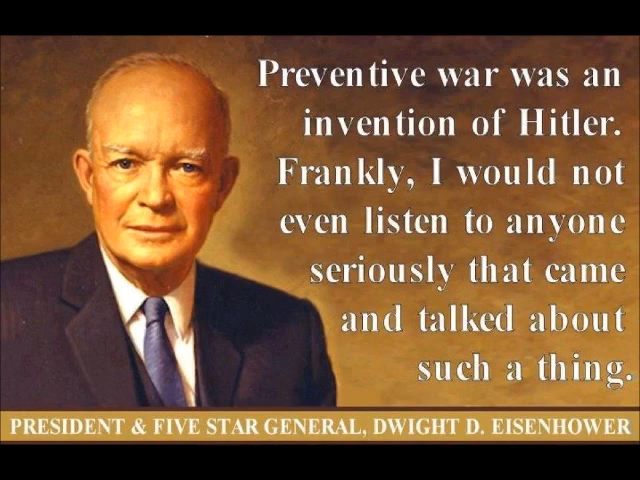 Preventive war was an
invention of Hitler.
Frankly, I would not
even listen to anyone
seriously that came
and talked about
such a thing.
PRESIDENT & FIVE STAR GENERAL, DWIGHT D. EISENHOWER